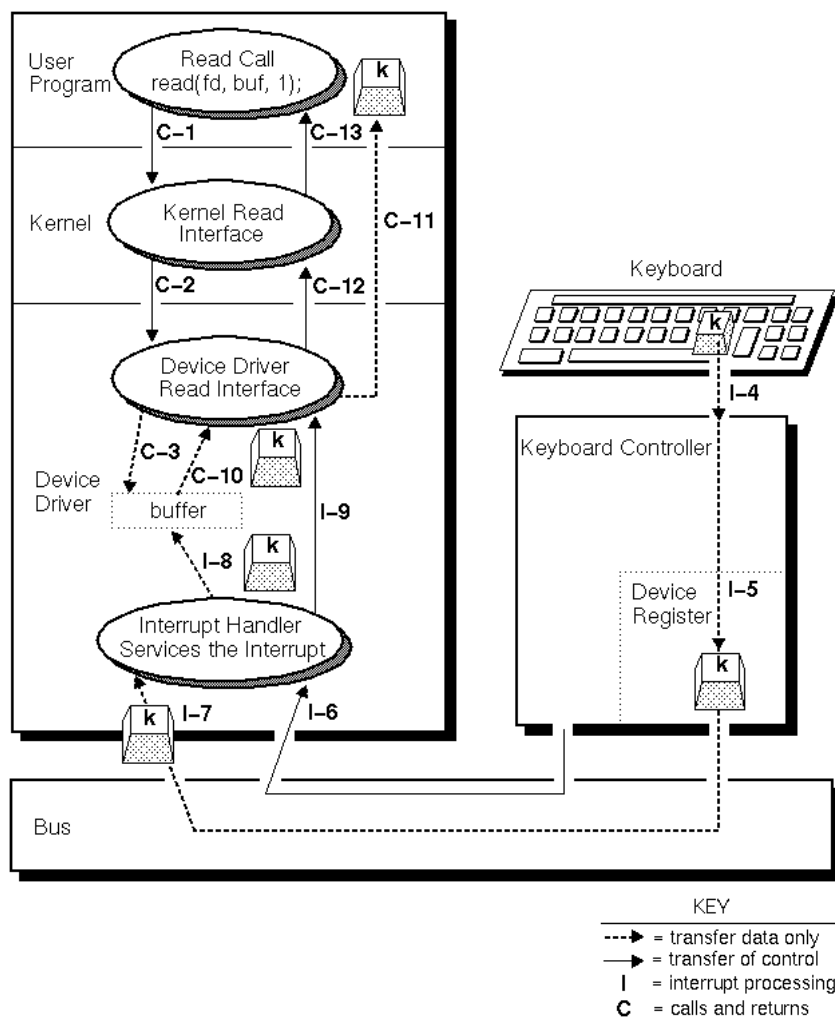 User
Program
Read Call
read(fd, buf, 1);
k
C-1
C-13
Kernel
Kernel Read
Interface
C-11
C-2
C-12
Device Driver
Read Interface
C-3
C-10
k
Device
Driver
buffer
I-9
I-8
k
Interrupt Handler
Services the Interrupt
k
I-7
I-6
Keyboard
k
I-4
Keyboard Controller
I-5
Device
Register
k
Bus
KEY
= transfer data only
= transfer of control
I = interrupt processing
C = calls and returns